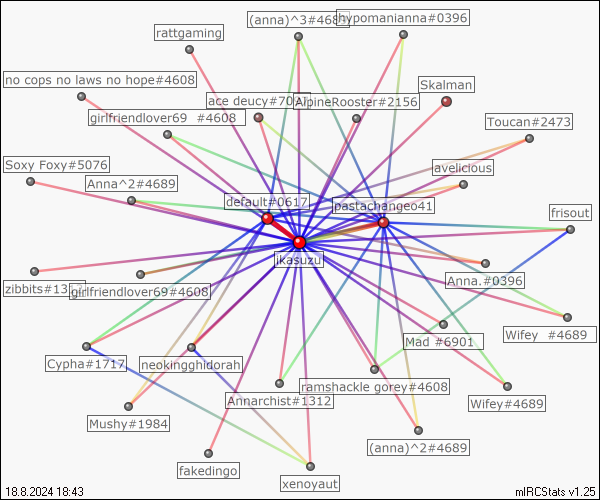 (anna)^3#4689
hypomanianna#0396
rattgaming
no cops no laws no hope#4608
Skalman
ace deucy#70
AlpineRooster#2156
girlfriendlover69 #4608
Toucan#2473
Soxy Foxy#5076
Anna^2#4689
avelicious
default#0617
pastachangeo41
frisout
jkasuzu
zibbits#131
girlfriendlover69#4608
Anna.#0396
Mad #6901
Wifey #4689
Cypha#1717
neokingghidorah
Annarchist#1312
ramshackle gorey#4608
Wifey#4689
Mushy#1984
(anna)^2#4689
fakedingo
xenoyaut
18.8.2024 18:43
mIRCStats v1.25